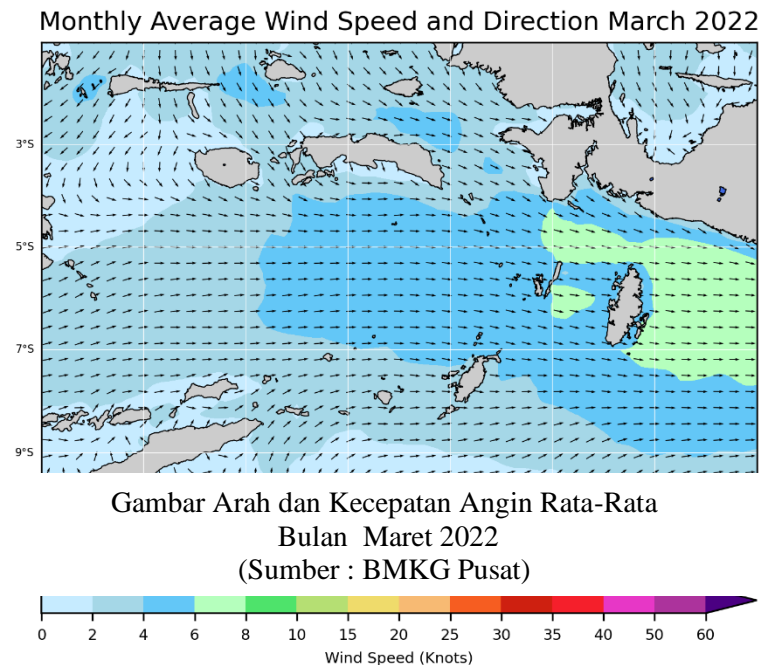 Monthly Average Wind Speed and Direction March 2022
3°S
5°S
7°S
9°S
Gambar Arah dan Kecepatan Angin Rata-Rata
Bulan Maret 2022
(Sumber : BMKG Pusat)
0 2 4 6 8 10 15 20 25 30 35 40 50 60
Wind Speed (Knots)